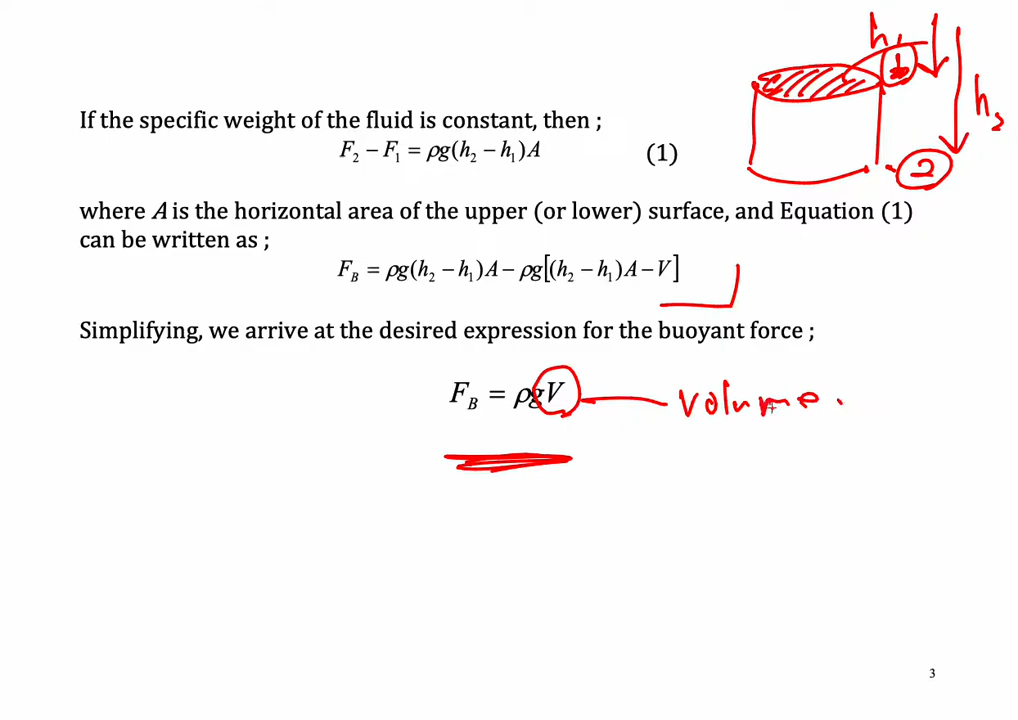 h₁
h₂
1
2
If the specific weight of the fluid is constant, then ;
F₂ − F₁ = ρg(h₂ − h₁)A (1)
where A is the horizontal area of the upper (or lower) surface, and Equation (1)
can be written as ;
F_B = ρg(h₂ − h₁)A − ρg[(h₂ − h₁)A − V]
Simplifying, we arrive at the desired expression for the buoyant force ;
F_B = ρgV volume.
3